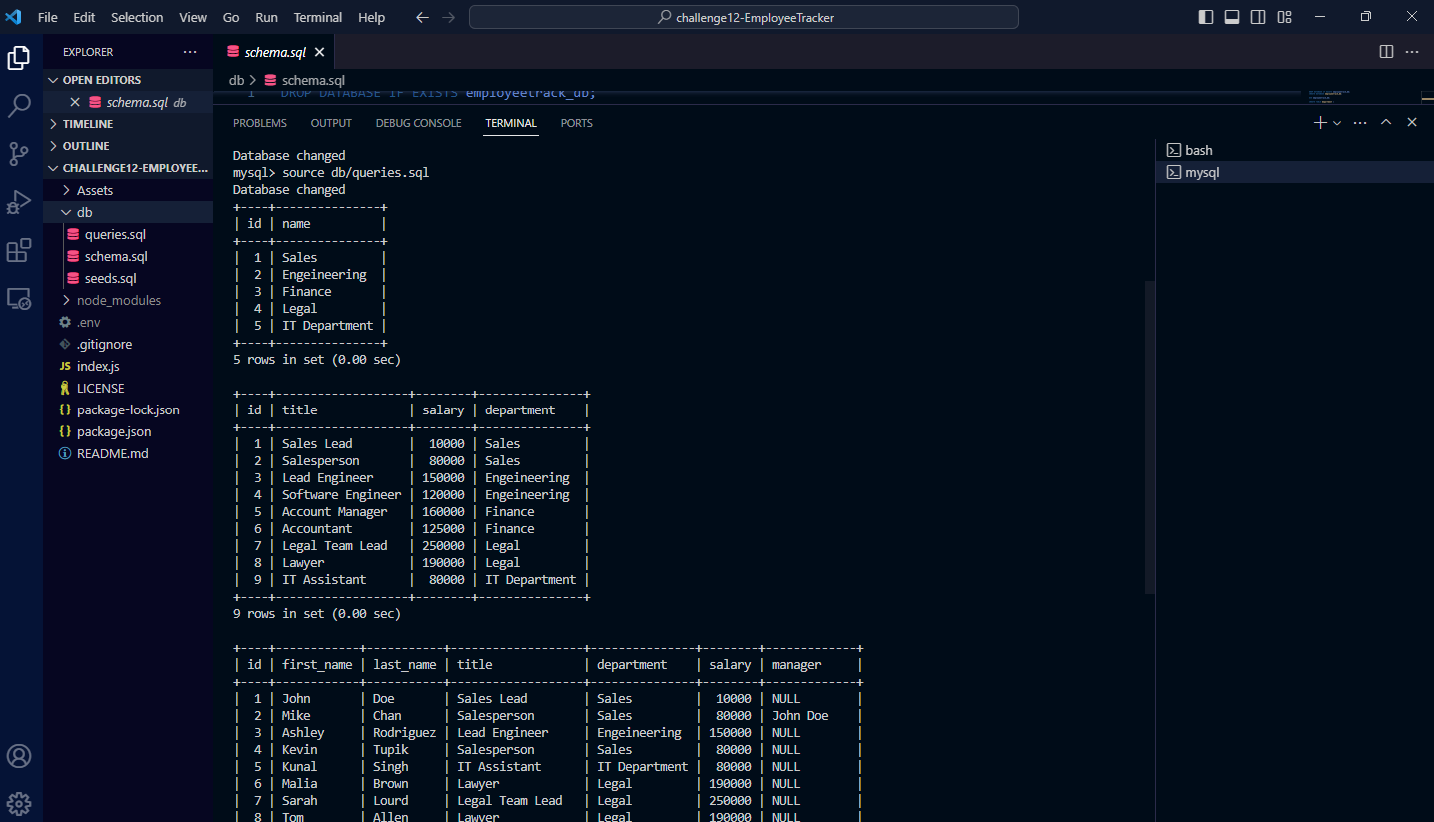 File Edit Selection View Go Run Terminal Help challenge12-EmployeeTracker
EXPLORER
OPEN EDITORS
schema.sql db
TIMELINE
OUTLINE
CHALLENGE12-EMPLOYEE...
Assets
db
queries.sql
schema.sql
seeds.sql
node_modules
.env
.gitignore
JS index.js
LICENSE
{} package-lock.json
{} package.json
README.md
schema.sql
db > schema.sql
1 DROP DATABASE IF EXISTS employeetrack_db;
PROBLEMS OUTPUT DEBUG CONSOLE TERMINAL PORTS
Database changed
mysql> source db/queries.sql
Database changed
+----+---------------+
| id | name          |
+----+---------------+
|  1 | Sales         |
|  2 | Engeineering  |
|  3 | Finance       |
|  4 | Legal         |
|  5 | IT Department |
+----+---------------+
5 rows in set (0.00 sec)
+----+-------------------+--------+---------------+
| id | title             | salary | department    |
+----+-------------------+--------+---------------+
|  1 | Sales Lead        |  10000 | Sales         |
|  2 | Salesperson       |  80000 | Sales         |
|  3 | Lead Engineer     | 150000 | Engeineering  |
|  4 | Software Engineer | 120000 | Engeineering  |
|  5 | Account Manager   | 160000 | Finance       |
|  6 | Accountant        | 125000 | Finance       |
|  7 | Legal Team Lead   | 250000 | Legal         |
|  8 | Lawyer            | 190000 | Legal         |
|  9 | IT Assistant      |  80000 | IT Department |
+----+-------------------+--------+---------------+
9 rows in set (0.00 sec)
+----+------------+-----------+-------------------+---------------+--------+-------------+
| id | first_name | last_name | title             | department    | salary | manager     |
+----+------------+-----------+-------------------+---------------+--------+-------------+
|  1 | John       | Doe       | Sales Lead        | Sales         |  10000 | NULL        |
|  2 | Mike       | Chan      | Salesperson       | Sales         |  80000 | John Doe    |
|  3 | Ashley     | Rodriguez | Lead Engineer     | Engeineering  | 150000 | NULL        |
|  4 | Kevin      | Tupik     | Salesperson       | Sales         |  80000 | NULL        |
|  5 | Kunal      | Singh     | IT Assistant      | IT Department |  80000 | NULL        |
|  6 | Malia      | Brown     | Lawyer            | Legal         | 190000 | NULL        |
|  7 | Sarah      | Lourd     | Legal Team Lead   | Legal         | 250000 | NULL        |
|  8 | Tom        | Allen     | Lawyer            | Legal         | 190000 | NULL        |
bash
mysql